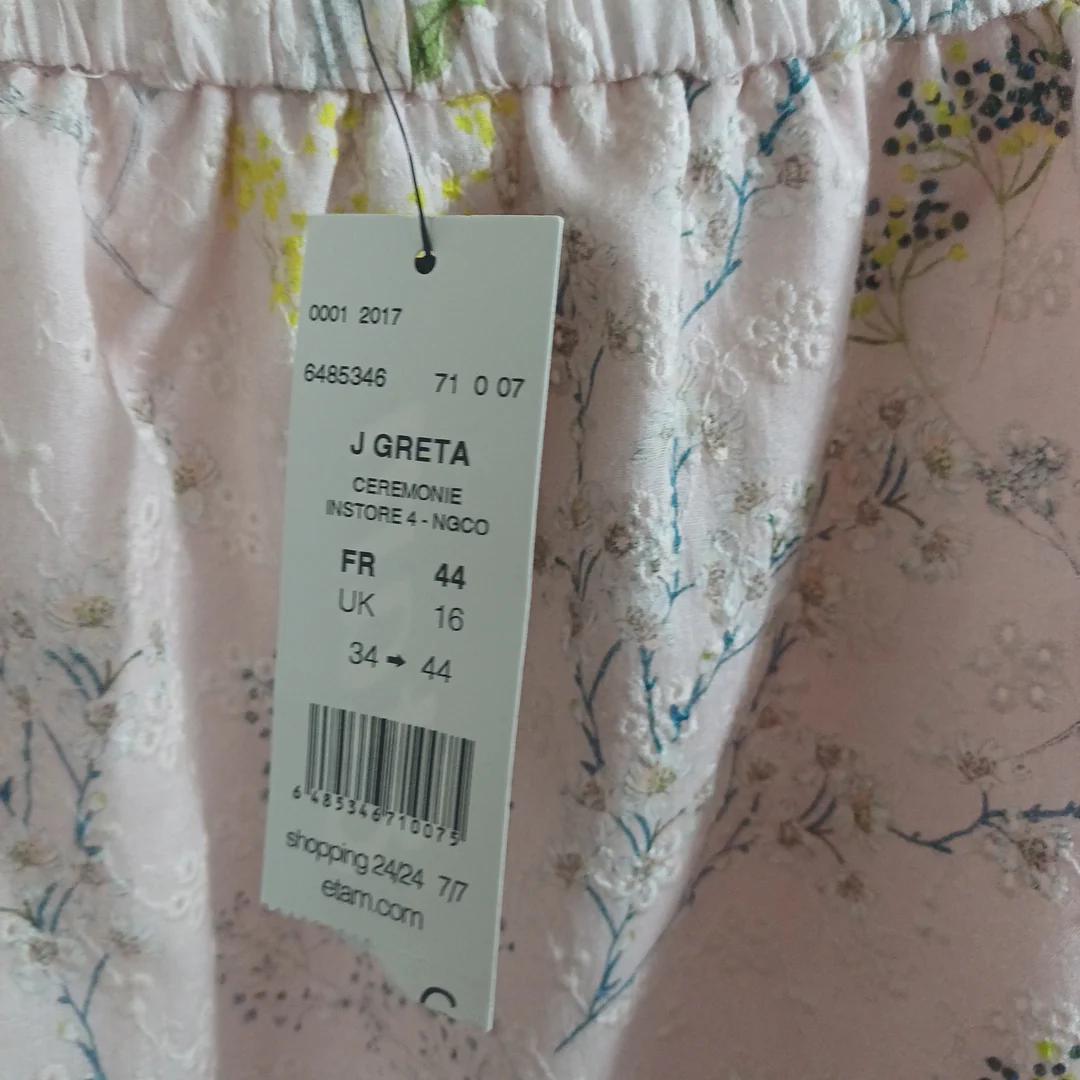 0001 2017
6485346 71 0 07
J GRETA
CEREMONIE
INSTORE 4 - NGCO
FR 44
UK 16
34 ➡ 44
6 485346 710075
shopping 24/24 7/7
etam.com